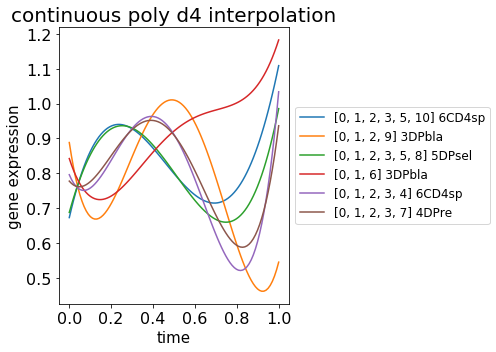 continuous poly d4 interpolation
1.2
1.1
1.0
0.9
0.8
0.7
0.6
0.5
gene expression
0.0 0.2 0.4 0.6 0.8 1.0
time
[0, 1, 2, 3, 5, 10] 6CD4sp
[0, 1, 2, 9] 3DPbla
[0, 1, 2, 3, 5, 8] 5DPsel
[0, 1, 6] 3DPbla
[0, 1, 2, 3, 4] 6CD4sp
[0, 1, 2, 3, 7] 4DPre